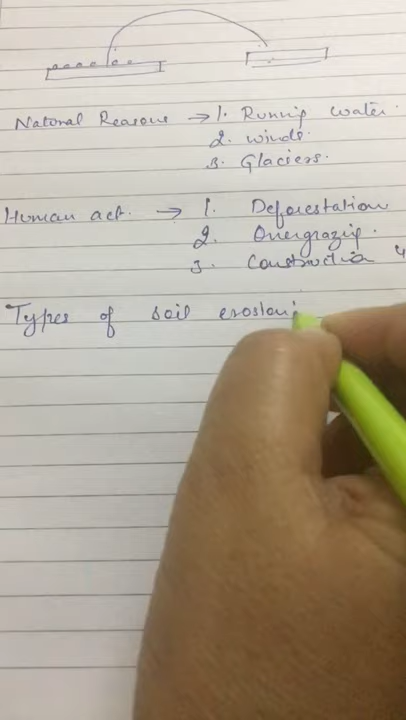 Natural Reasons → 1. Running water.
2. winds.
3. Glaciers.
Human act. → 1. Deforestation
2. Overgrazing.
3. Construction
Types of soil erosion